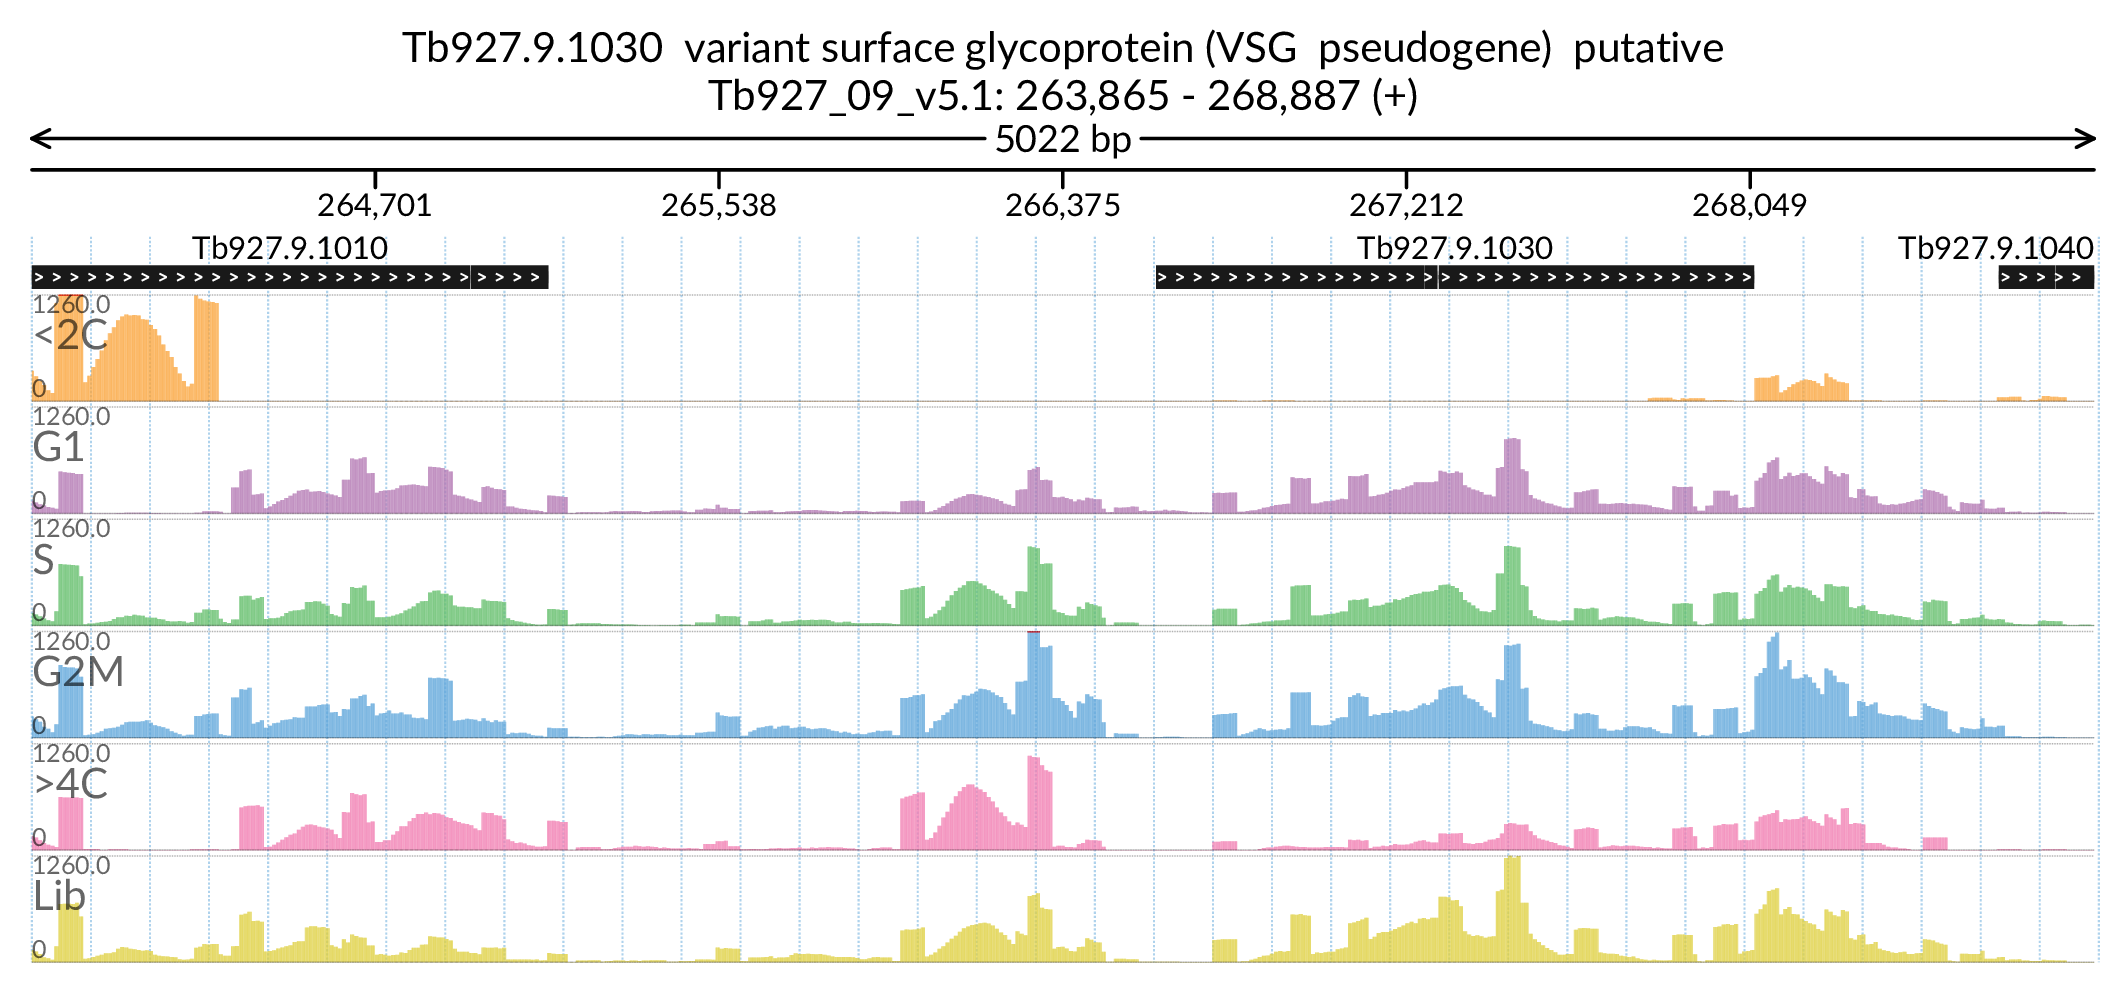 Tb927.9.1030  variant surface glycoprotein (VSG  pseudogene)  putative
Tb927_09_v5.1: 263,865 - 268,887 (+)
5022 bp
264,701 265,538 266,375 267,212 268,049
Tb927.9.1010 Tb927.9.1030 Tb927.9.1040
1260.0
<2C
0
1260.0
G1
0
1260.0
S
0
1260.0
G2M
0
1260.0
>4C
0
1260.0
Lib
0